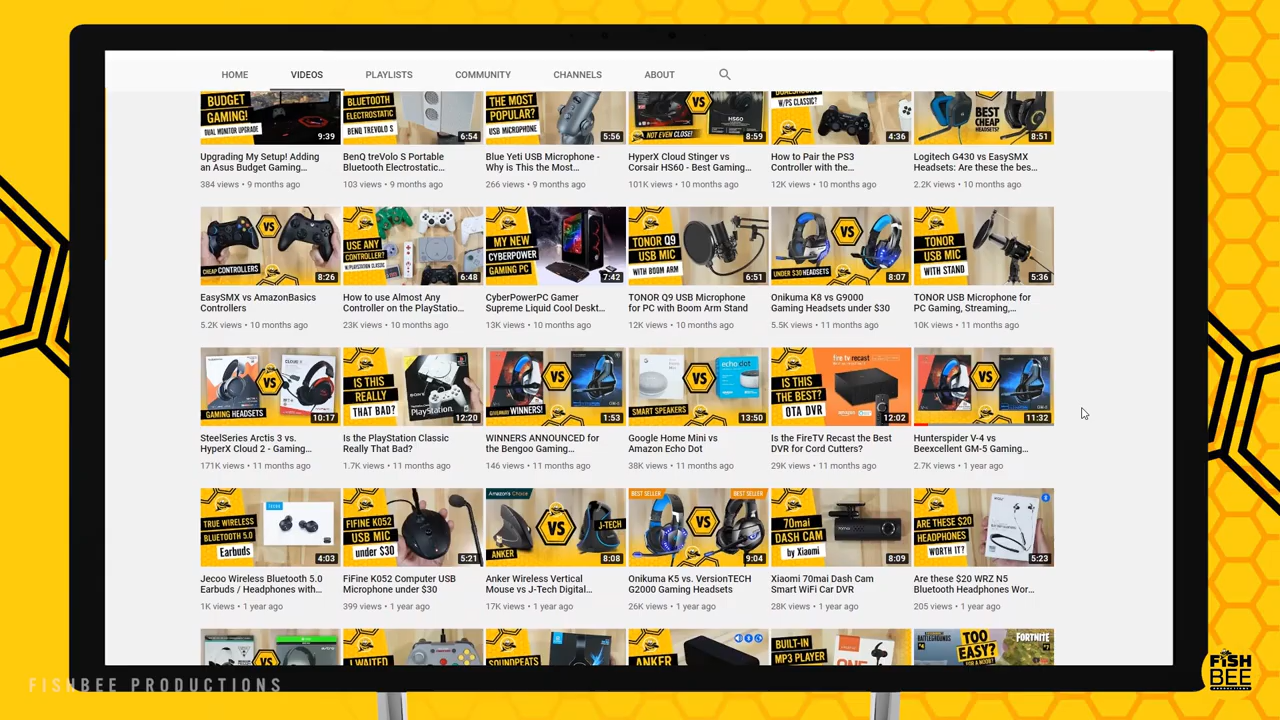 HOME VIDEOS PLAYLISTS COMMUNITY CHANNELS ABOUT
BUDGET
GAMING!
DUAL MONITOR UPGRADE
9:39
BLUETOOTH
ELECTROSTATIC
BENQ TREVOLO S
6:54
THE MOST
POPULAR?
USB MICROPHONE
5:56
VS
NOT EVEN CLOSE!
HS60
8:59
W/PS CLASSIC?
4:36
BEST
CHEAP
HEADSETS?
8:51
Upgrading My Setup! Adding
an Asus Budget Gaming...
384 views • 9 months ago
BenQ treVolo S Portable
Bluetooth Electrostatic...
103 views • 9 months ago
Blue Yeti USB Microphone -
Why is This the Most...
266 views • 9 months ago
HyperX Cloud Stinger vs
Corsair HS60 - Best Gaming...
101K views • 10 months ago
How to Pair the PS3
Controller with the...
12K views • 10 months ago
Logitech G430 vs EasySMX
Headsets: Are these the bes...
2.2K views • 10 months ago
VS
CHEAP CONTROLLERS
8:26
USE ANY
CONTROLLER?
W/PLAYSTATION CLASSIC
6:48
MY NEW
CYBERPOWER
GAMING PC
7:42
TONOR Q9
USB MIC
WITH BOOM ARM
6:51
VS
UNDER $30 HEADSETS
8:07
TONOR
USB MIC
WITH STAND
5:36
EasySMX vs AmazonBasics
Controllers
5.2K views • 10 months ago
How to use Almost Any
Controller on the PlayStatio...
23K views • 10 months ago
CyberPowerPC Gamer
Supreme Liquid Cool Deskt...
13K views • 10 months ago
TONOR Q9 USB Microphone
for PC with Boom Arm Stand
12K views • 10 months ago
Onikuma K8 vs G9000
Gaming Headsets under $30
5.5K views • 11 months ago
TONOR USB Microphone for
PC Gaming, Streaming,...
10K views • 11 months ago
VS
GAMING HEADSETS
10:17
IS THIS
REALLY
THAT BAD?
PlayStation
12:20
VS
GIVEAWAY WINNERS!
1:53
echo dot
VS
SMART SPEAKERS
13:50
fire tv recast
IS THIS
THE BEST?
OTA DVR
12:02
VS
11:32
SteelSeries Arctis 3 vs.
HyperX Cloud 2 - Gaming...
171K views • 11 months ago
Is the PlayStation Classic
Really That Bad?
1.7K views • 11 months ago
WINNERS ANNOUNCED for
the Bengoo Gaming...
146 views • 11 months ago
Google Home Mini vs
Amazon Echo Dot
38K views • 11 months ago
Is the FireTV Recast the Best
DVR for Cord Cutters?
29K views • 11 months ago
Hunterspider V-4 vs
Beexcellent GM-5 Gaming...
2.7K views • 1 year ago
TRUE WIRELESS
BLUETOOTH 5.0
Earbuds
4:03
FIFINE K052
USB MIC
under $30
5:21
Amazon's Choice
VS
J-TECH
ANKER
8:08
BEST SELLER
BEST SELLER
VS
9:04
70mai
DASH CAM
by Xiaomi
8:09
ARE THESE $20
HEADPHONES
WORTH IT?
5:23
Jecoo Wireless Bluetooth 5.0
Earbuds / Headphones with...
1K views • 1 year ago
FiFine K052 Computer USB
Microphone under $30
399 views • 1 year ago
Anker Wireless Vertical
Mouse vs J-Tech Digital...
17K views • 1 year ago
Onikuma K5 vs. VersionTECH
G2000 Gaming Headsets
26K views • 1 year ago
Xiaomi 70mai Dash Cam
Smart WiFi Car DVR
28K views • 1 year ago
Are these $20 WRZ N5
Bluetooth Headphones Wor...
205 views • 1 year ago
VS
I WAITED
SOUNDPEATS
ANKER
BUILT-IN
MP3 PLAYER
TOO
EASY?
FORTNITE
FISHBEE PRODUCTIONS
FISH
BEE